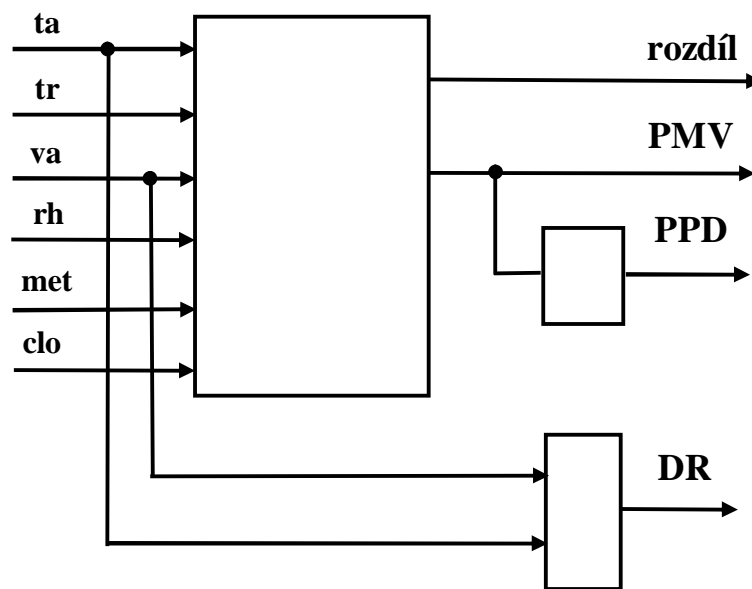 ta
tr
va
rh
met
clo
rozdíl
PMV
PPD
DR